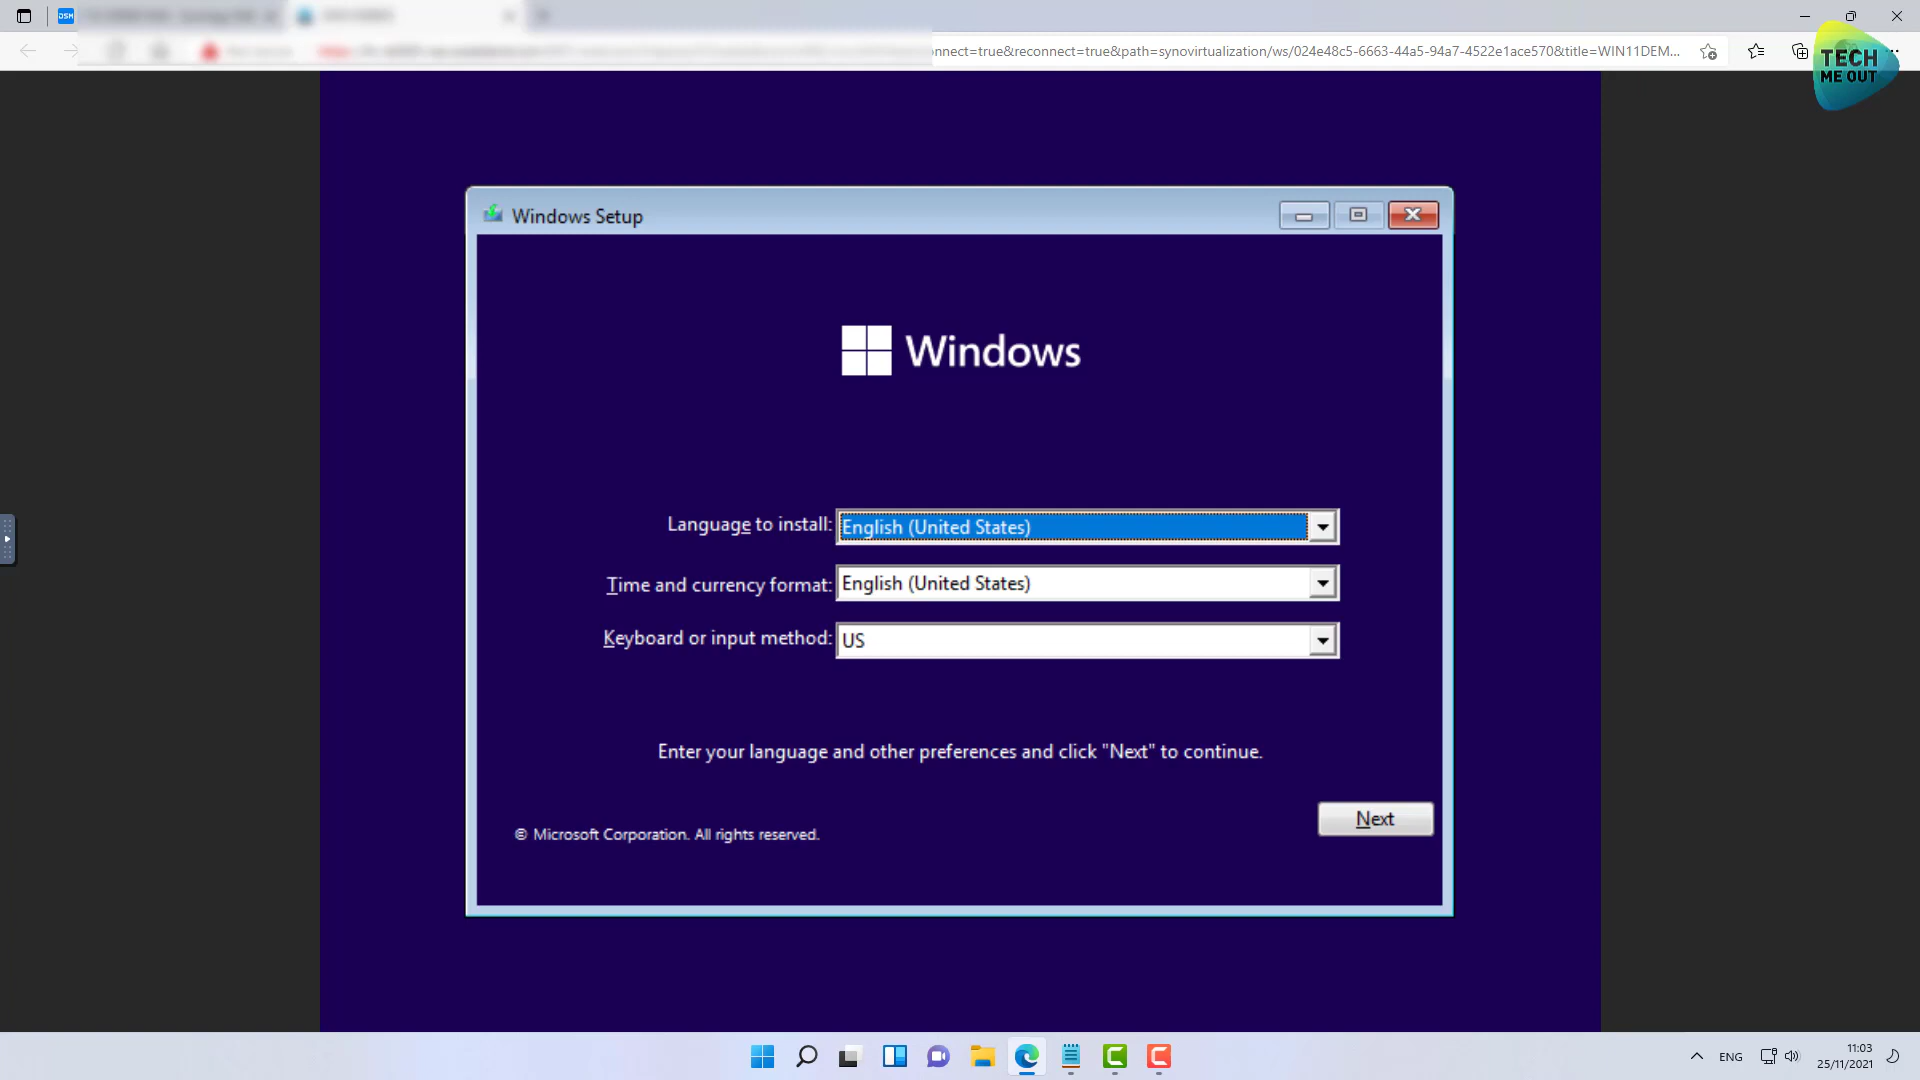 DSM
onnect=true&reconnect=true&path=synovirtualization/ws/024e48c5-6663-44a5-94a7-4522e1ace570&title=WIN11DEM...
TECH
ME OUT
Windows Setup
Windows
Language to install: English (United States)
Time and currency format: English (United States)
Keyboard or input method: US
Enter your language and other preferences and click "Next" to continue.
Next
© Microsoft Corporation. All rights reserved.
ENG
11:03
25/11/2021